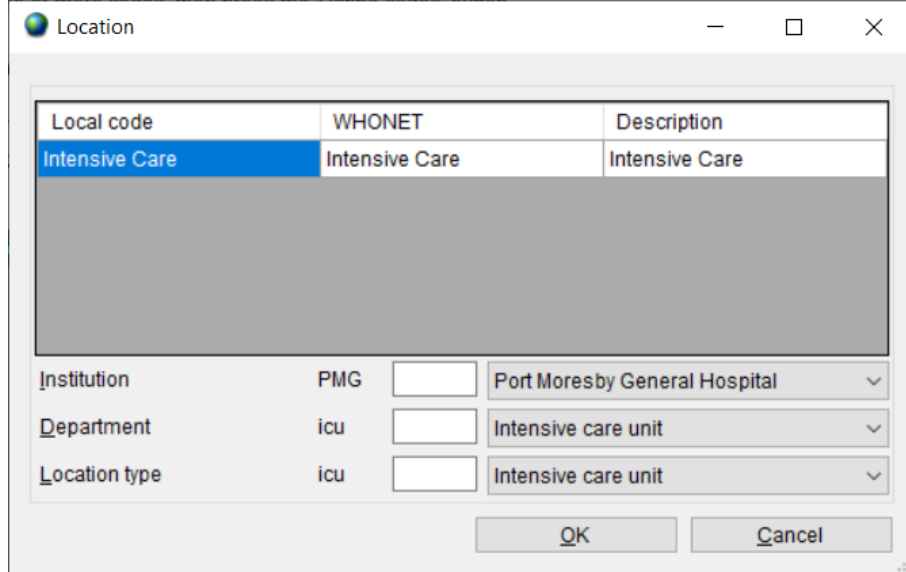 Location
Local code WHONET Description
Intensive Care Intensive Care Intensive Care
Institution PMG Port Moresby General Hospital
Department icu Intensive care unit
Location type icu Intensive care unit
OK Cancel